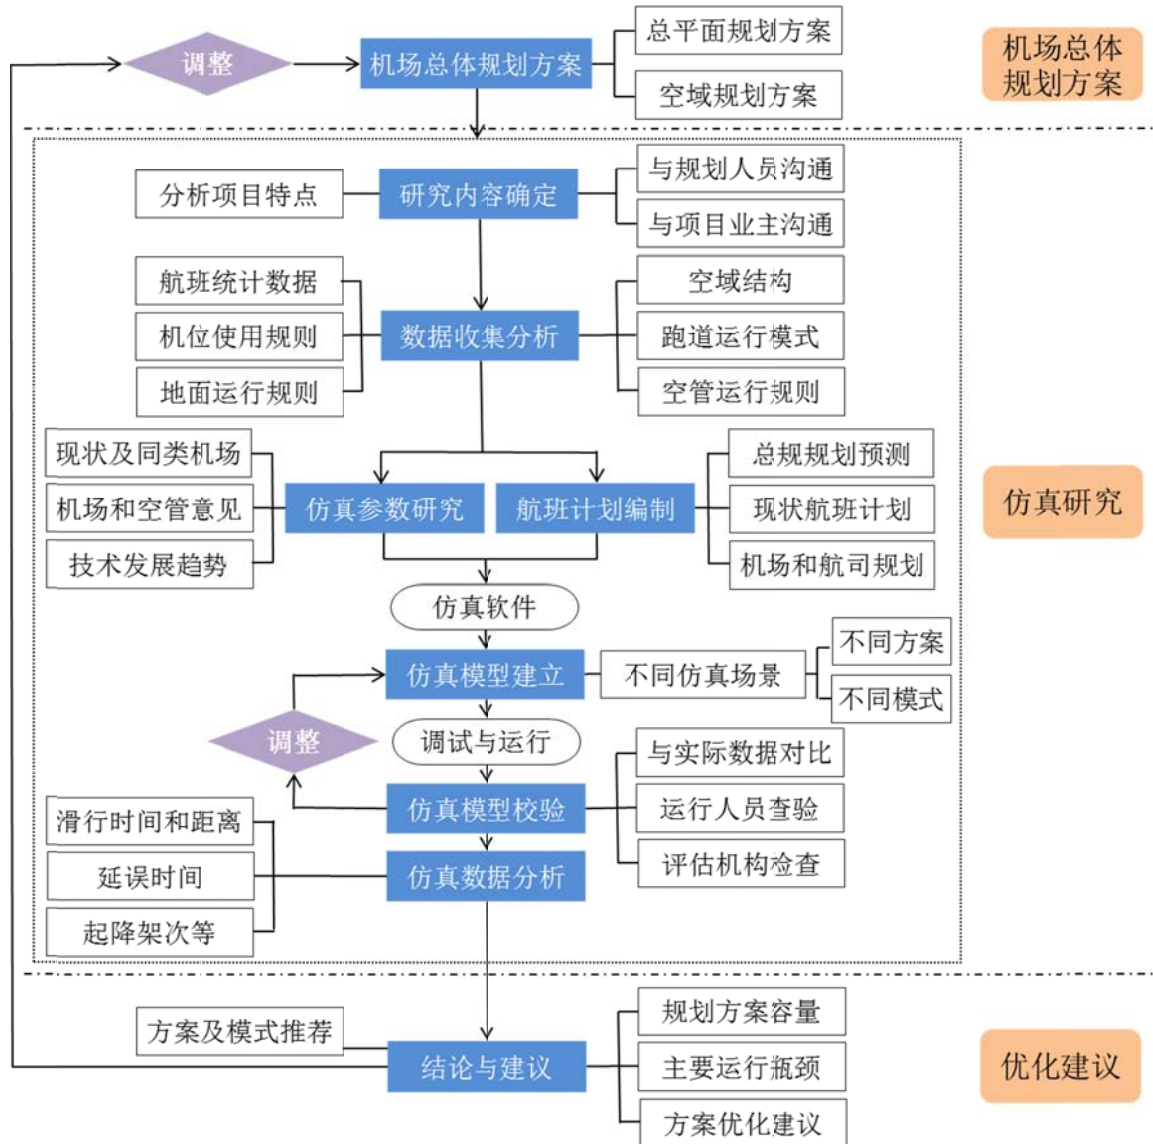 调整
机场总体规划方案
总平面规划方案
空域规划方案
机场总体
规划方案
分析项目特点
研究内容确定
与规划人员沟通
与项目业主沟通
航班统计数据
机位使用规则
地面运行规则
数据收集分析
空域结构
跑道运行模式
空管运行规则
现状及同类机场
机场和空管意见
技术发展趋势
仿真参数研究
航班计划编制
总规规划预测
现状航班计划
机场和航司规划
仿真研究
仿真软件
仿真模型建立
不同仿真场景
不同方案
不同模式
调整
调试与运行
仿真模型校验
与实际数据对比
运行人员查验
评估机构检查
滑行时间和距离
延误时间
起降架次等
仿真数据分析
方案及模式推荐
结论与建议
规划方案容量
主要运行瓶颈
方案优化建议
优化建议